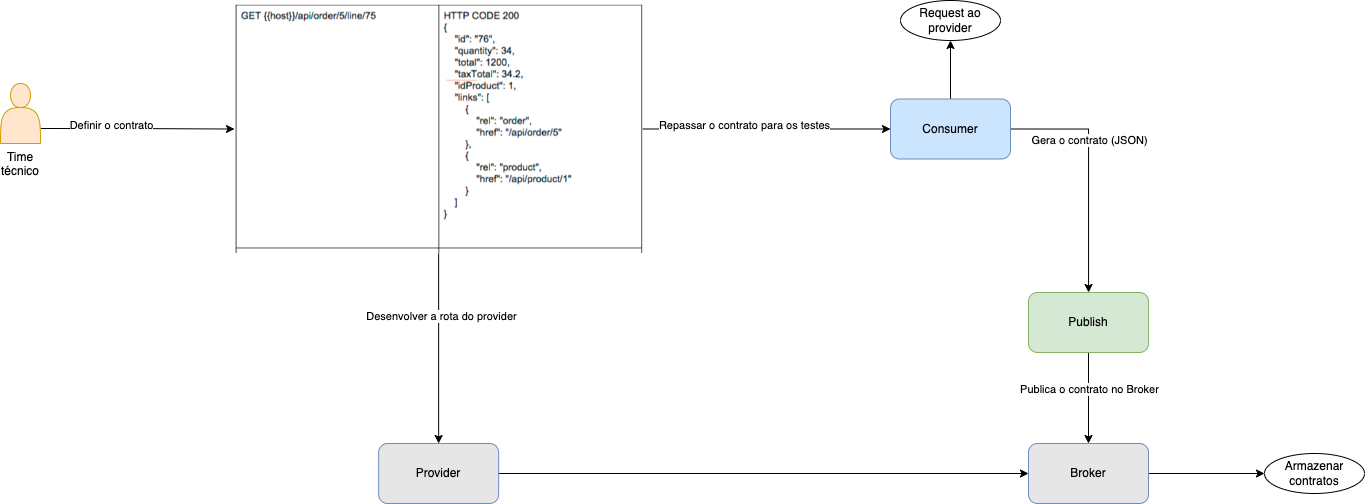 GET {{host}}/api/order/5/line/75
HTTP CODE 200
{
"id": "76",
"quantity": 34,
"total": 1200,
"taxTotal": 34.2,
"idProduct": 1,
"links": [
{
"rel": "order",
"href": "/api/order/5"
},
{
"rel": "product",
"href": "/api/product/1"
}
]
}
Request ao
provider
Definir o contrato
Time
técnico
Repassar o contrato para os testes
Consumer
Gera o contrato (JSON)
Desenvolver a rota do provider
Publish
Publica o contrato no Broker
Provider
Broker
Armazenar
contratos